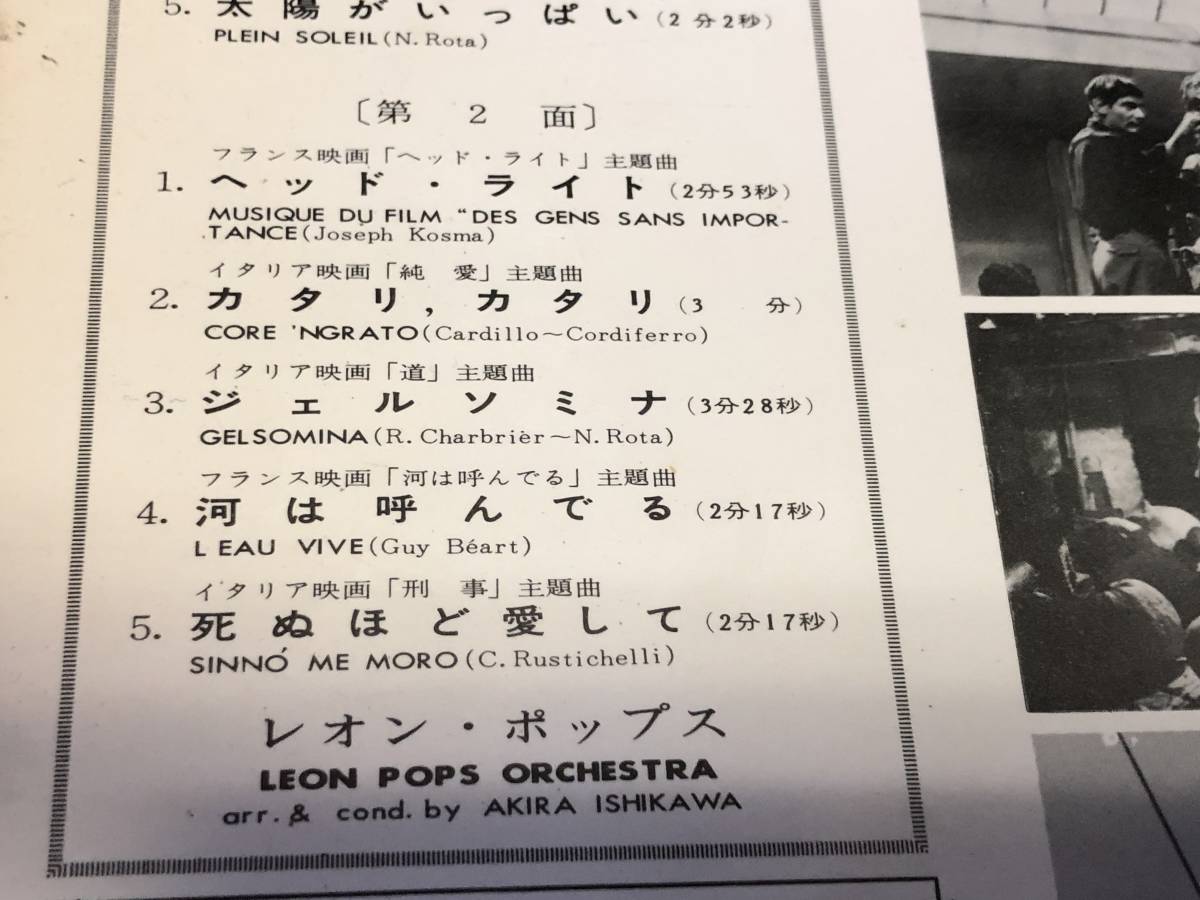 5. 太陽がいっぱい (2分2秒)
PLEIN SOLEIL (N. Rota)
〔第 2 面〕
フランス映画「ヘッド・ライト」主題曲
1. ヘッド・ライト (2分53秒)
MUSIQUE DU FILM "DES GENS SANS IMPOR-
TANCE (Joseph Kosma)
イタリア映画「純 愛」主題曲
2. カタリ, カタリ (3 分)
CORE 'NGRATO (Cardillo〜Cordiferro)
イタリア映画「道」主題曲
3. ジェルソミナ (3分28秒)
GELSOMINA (R. Charbrier〜N. Rota)
フランス映画「河は呼んでる」主題曲
4. 河は呼んでる (2分17秒)
L EAU VIVE (Guy Béart)
イタリア映画「刑 事」主題曲
5. 死ぬほど愛して (2分17秒)
SINNÓ ME MORO (C. Rustichelli)
レオン・ポップス
LEON POPS ORCHESTRA
arr. & cond. by AKIRA ISHIKAWA